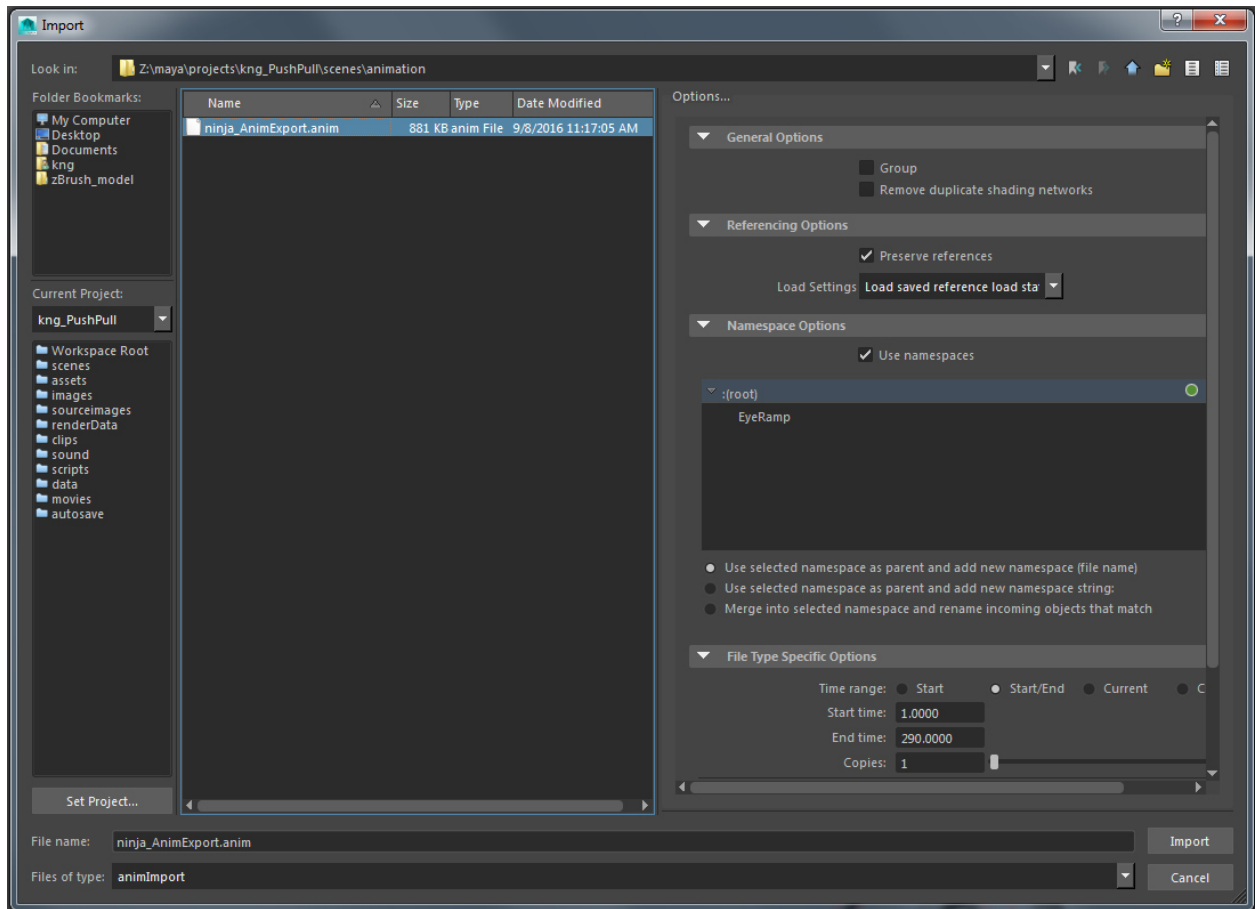 Import
Look in: Z:\maya\projects\kng_PushPull\scenes\animation
Folder Bookmarks:
My Computer
Desktop
Documents
kng
zBrush_model
Current Project:
kng_PushPull
Workspace Root
scenes
assets
images
sourceimages
renderData
clips
sound
scripts
data
movies
autosave
Set Project...
Name Size Type Date Modified
ninja_AnimExport.anim 881 KB anim File 9/8/2016 11:17:05 AM
Options...
General Options
Group
Remove duplicate shading networks
Referencing Options
Preserve references
Load Settings Load saved reference load sta
Namespace Options
Use namespaces
:(root)
EyeRamp
Use selected namespace as parent and add new namespace (file name)
Use selected namespace as parent and add new namespace string:
Merge into selected namespace and rename incoming objects that match
File Type Specific Options
Time range: Start Start/End Current C
Start time: 1.0000
End time: 290.0000
Copies: 1
File name: ninja_AnimExport.anim Import
Files of type: animImport Cancel